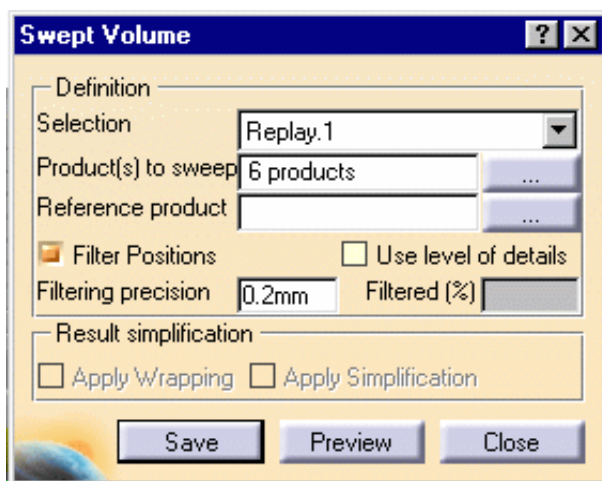 Swept Volume
Definition
Selection Replay.1
Product(s) to sweep 6 products ...
Reference product ...
Filter Positions Use level of details
Filtering precision 0.2mm Filtered (%)
Result simplification
Apply Wrapping Apply Simplification
Save Preview Close